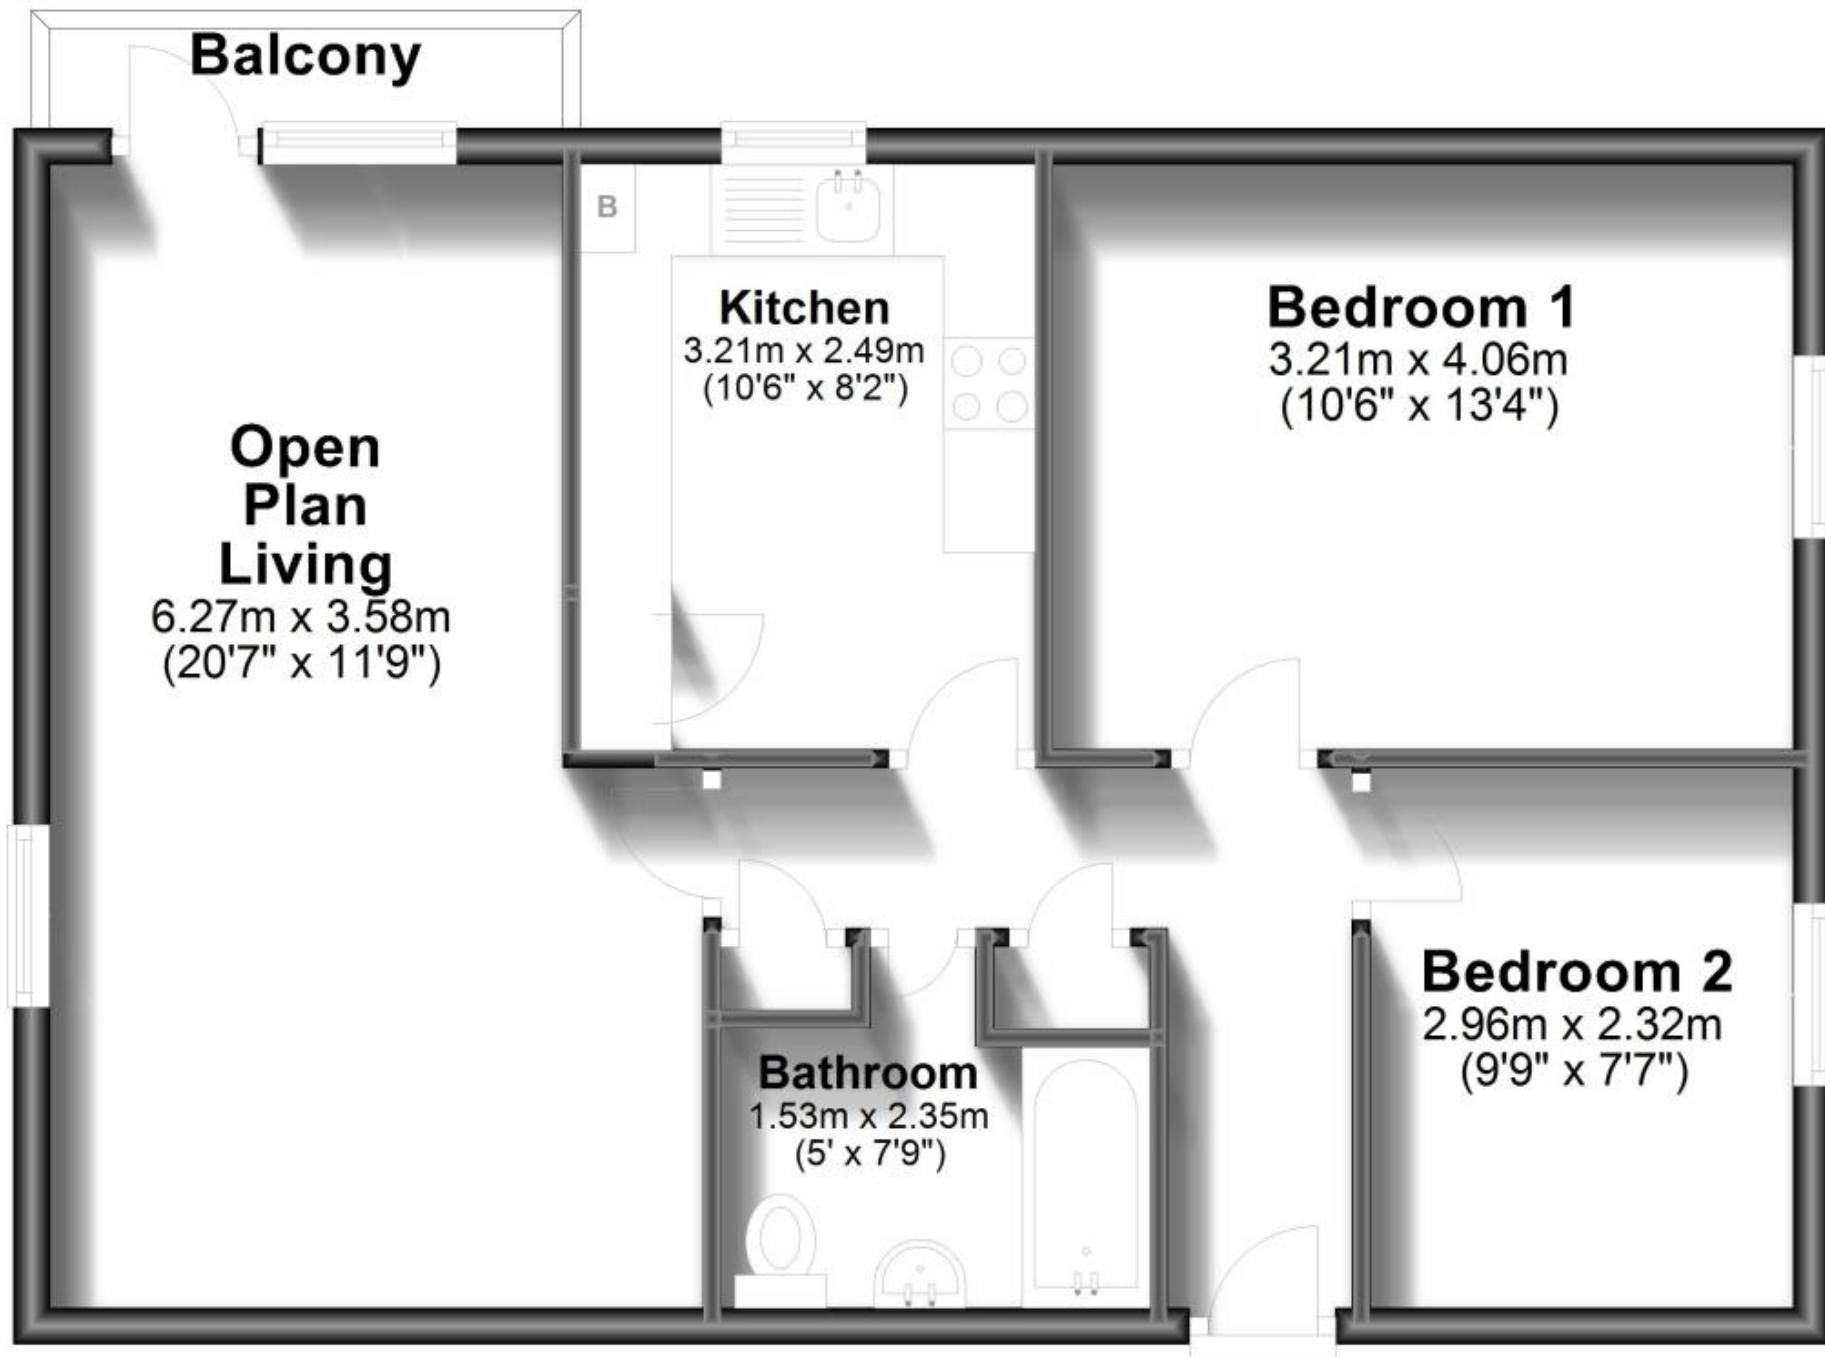 Balcony
B
Kitchen
3.21m x 2.49m
(10'6" x 8'2")
Bedroom 1
3.21m x 4.06m
(10'6" x 13'4")
Open
Plan
Living
6.27m x 3.58m
(20'7" x 11'9")
Bedroom 2
2.96m x 2.32m
(9'9" x 7'7")
Bathroom
1.53m x 2.35m
(5' x 7'9")